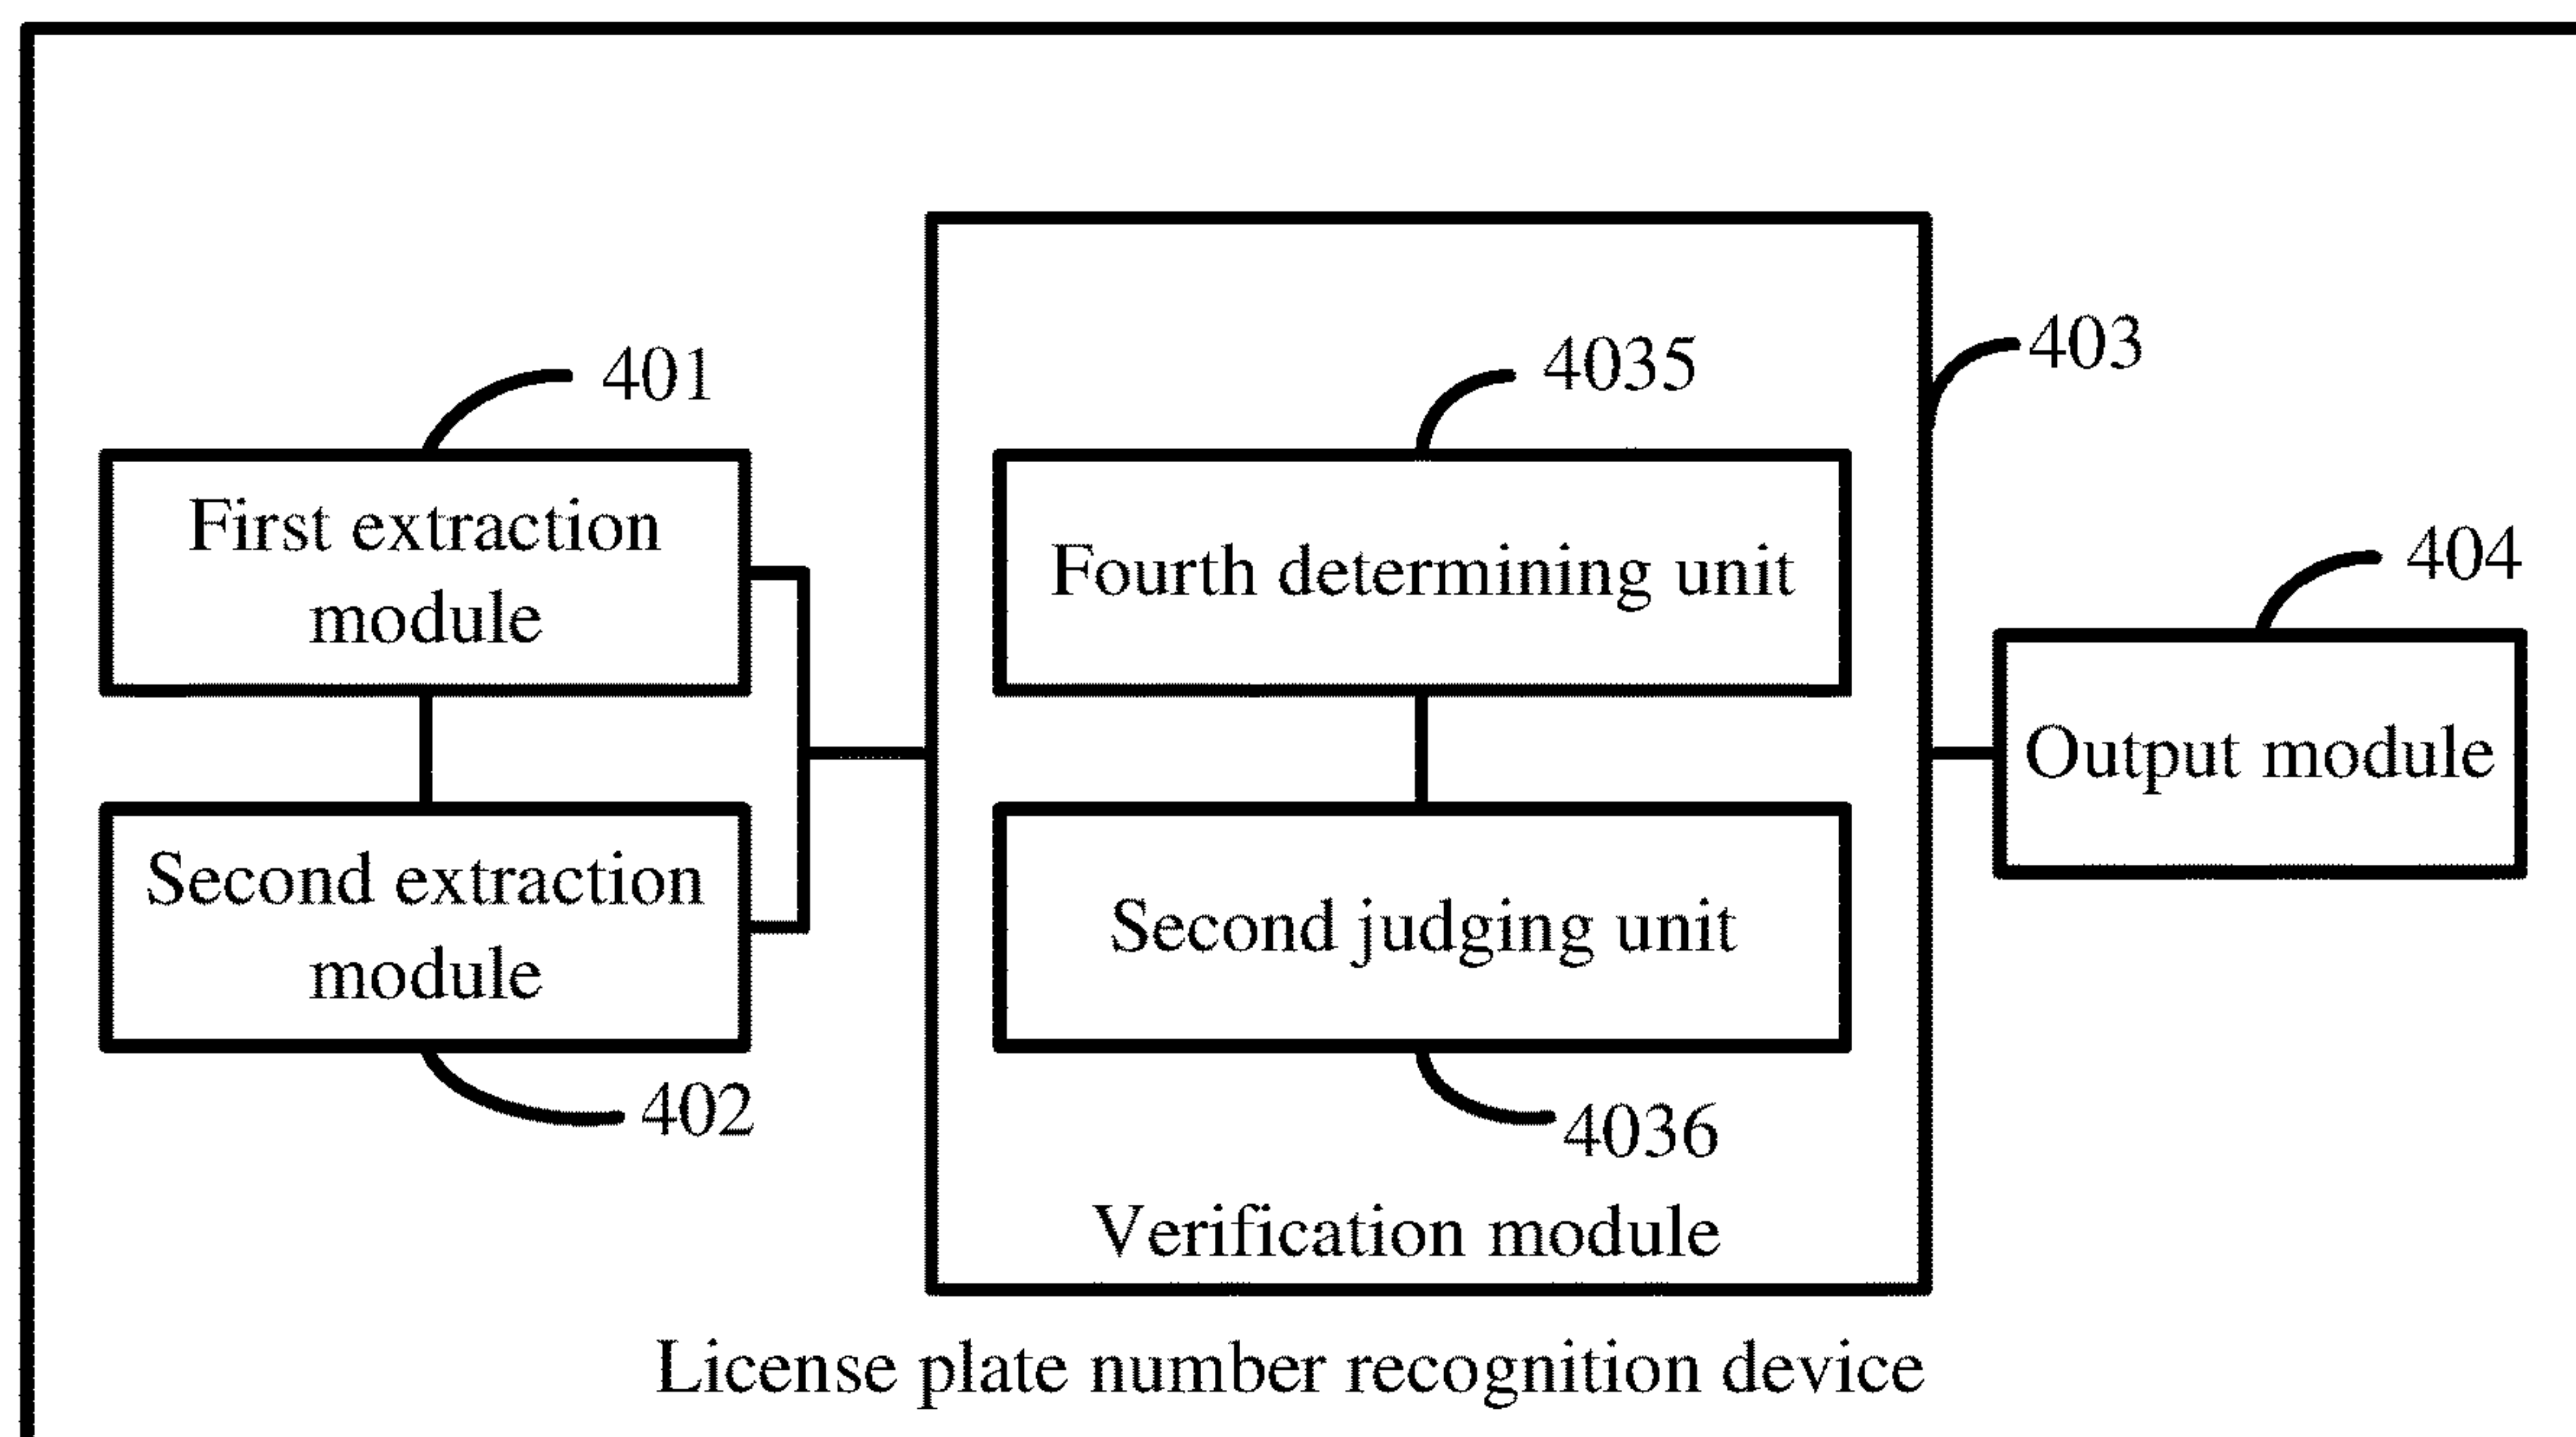 401
First extraction
module
Second extraction
module
402
4035
Fourth determining unit
Second judging unit
4036
Verification module
403
404
Output module
License plate number recognition device